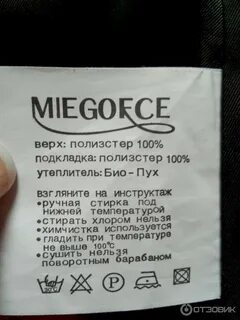 MIEGOFCE
верх: полиэстер 100%
подкладка: полиэстер 100%
утеплитель: Био-Пух
взгляните на инструктаж
•ручная стирка под
нижней температурой
•стирать хлором нельзя
•химчистка используется
•гладить при температуре
не выше 100°C
•сушить нельзя
поворотным барабаном
P
ОТЗОВИК